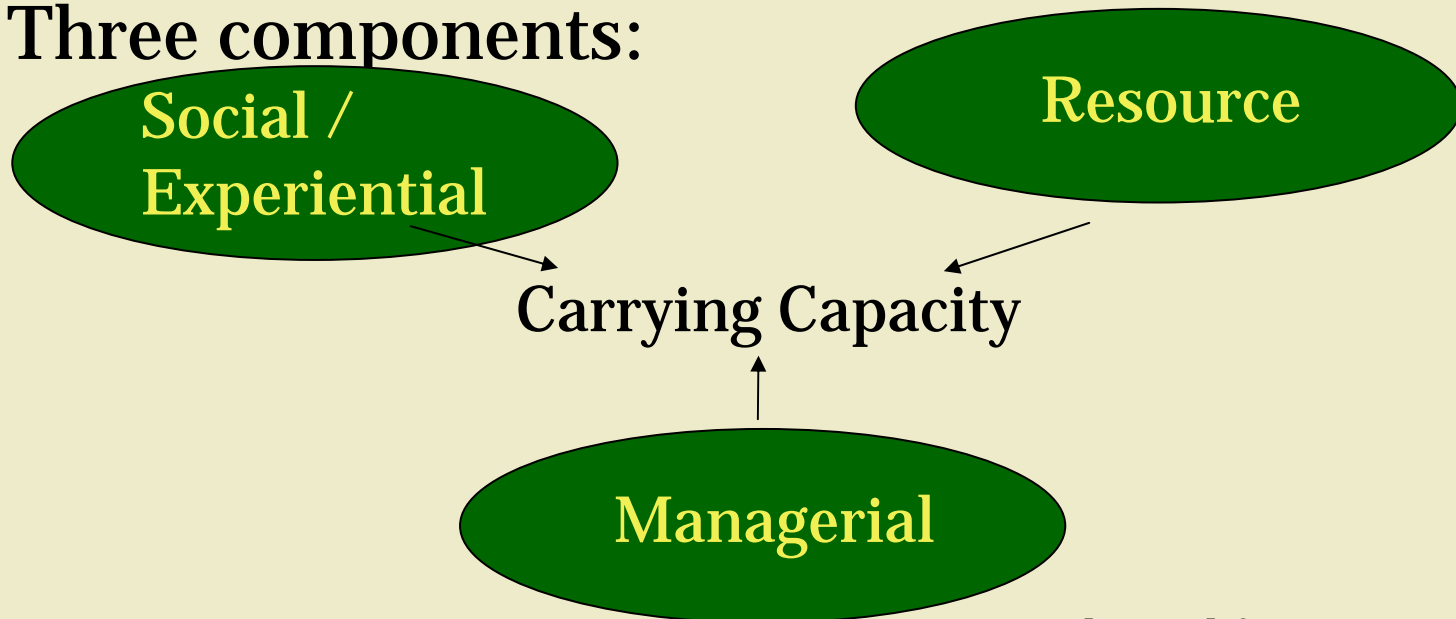 Three components:
Social /
Experiential
Resource
Carrying Capacity
Managerial